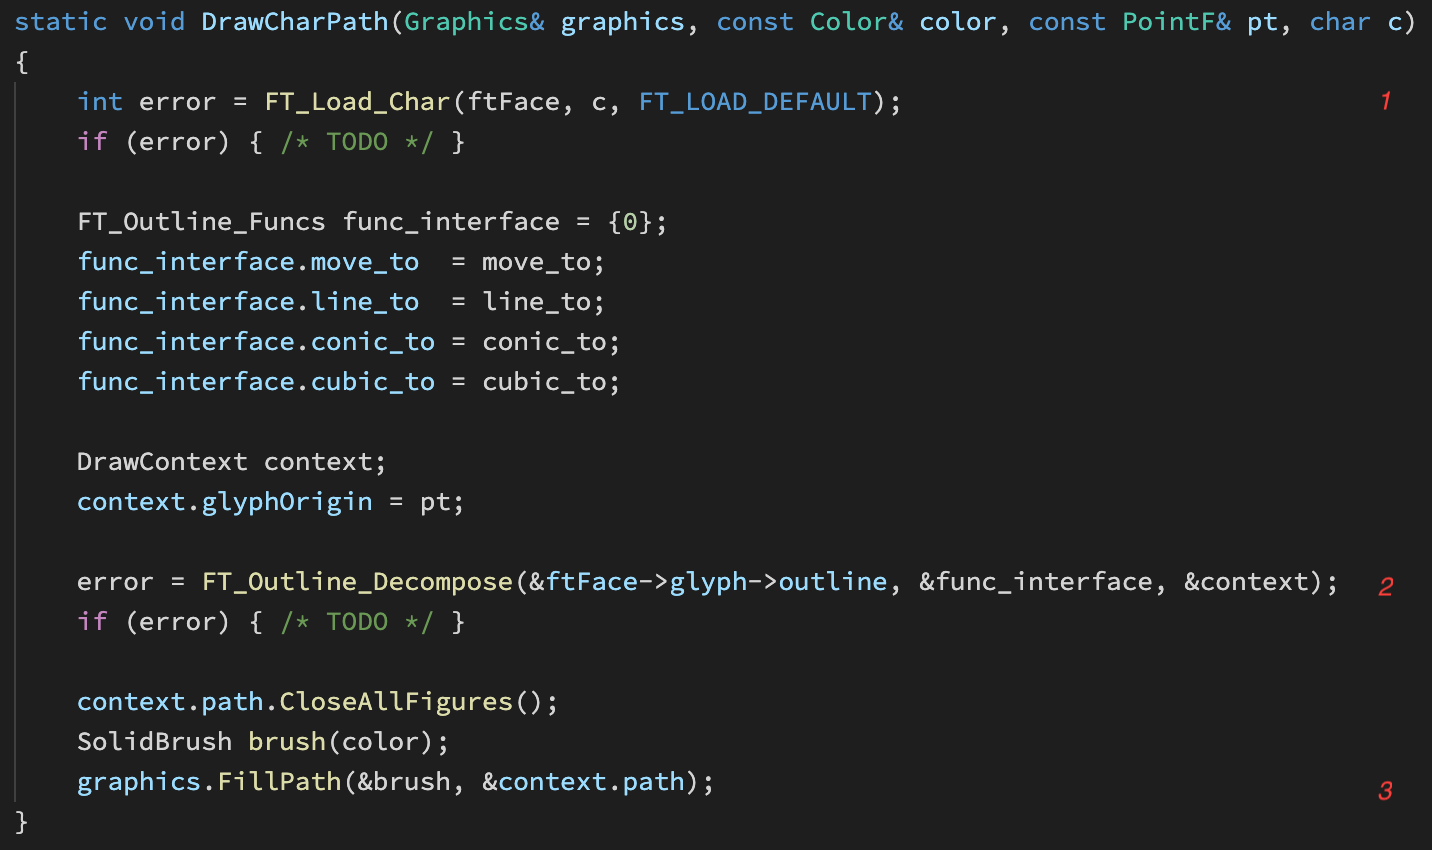 static void DrawCharPath(Graphics& graphics, const Color& color, const PointF& pt, char c)
{
    int error = FT_Load_Char(ftFace, c, FT_LOAD_DEFAULT); 1
    if (error) { /* TODO */ }
    FT_Outline_Funcs func_interface = {0};
    func_interface.move_to  = move_to;
    func_interface.line_to  = line_to;
    func_interface.conic_to = conic_to;
    func_interface.cubic_to = cubic_to;
    DrawContext context;
    context.glyphOrigin = pt;
    error = FT_Outline_Decompose(&ftFace->glyph->outline, &func_interface, &context); 2
    if (error) { /* TODO */ }
    context.path.CloseAllFigures();
    SolidBrush brush(color);
    graphics.FillPath(&brush, &context.path); 3
}